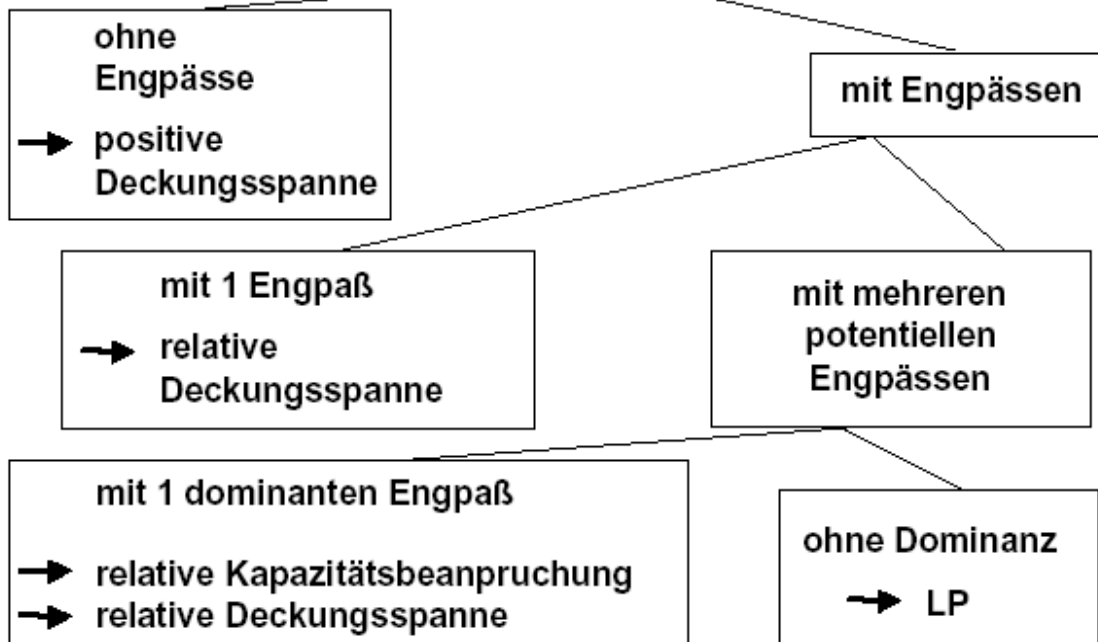 ohne
Engpässe
positive
Deckungsspanne
mit Engpässen
mit 1 Engpaß
relative
Deckungsspanne
mit mehreren
potentiellen
Engpässen
mit 1 dominanten Engpaß
relative Kapazitätsbeanpruchung
relative Deckungsspanne
ohne Dominanz
LP